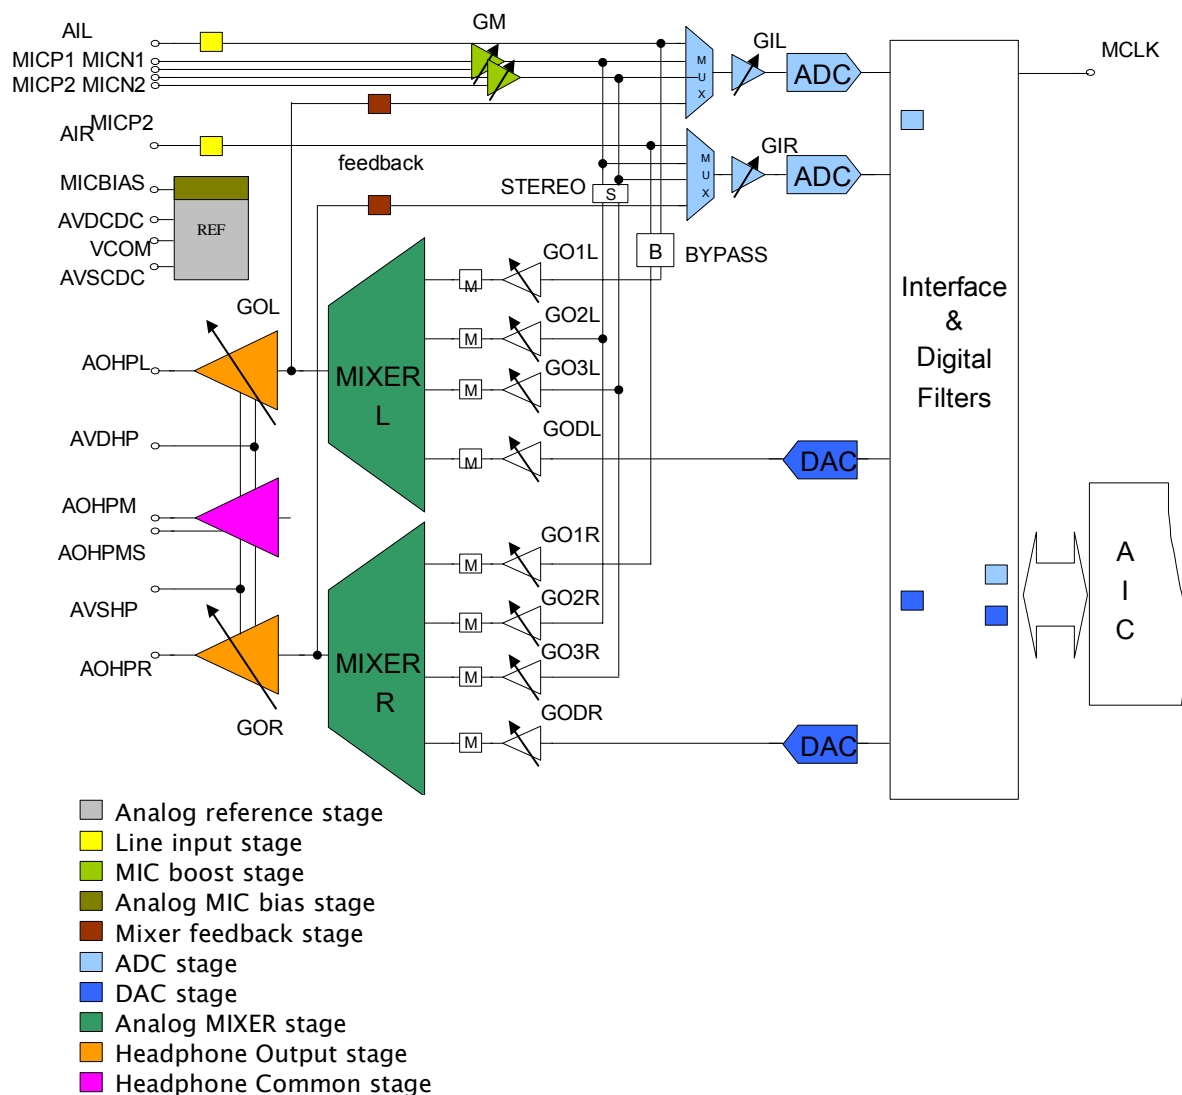 AIL
GM
MICP1 MICN1
GIL
MCLK
MUX
ADC
MICP2 MICN2
MICP2
AIR
feedback
GIR
MUX
ADC
MICBIAS
STEREO
S
AVDCDC
REF
VCOM
B
BYPASS
AVSCDC
GO1L
M
Interface
&
Digital
Filters
GOL
GO2L
M
AOHPL
MIXER
L
GO3L
M
AVDHP
GODL
M
DAC
AOHPM
AOHPMS
GO1R
M
A
I
C
AVSHP
GO2R
M
AOHPR
MIXER
R
GO3R
M
GOR
GODR
M
DAC
Analog reference stage
Line input stage
MIC boost stage
Analog MIC bias stage
Mixer feedback stage
ADC stage
DAC stage
Analog MIXER stage
Headphone Output stage
Headphone Common stage